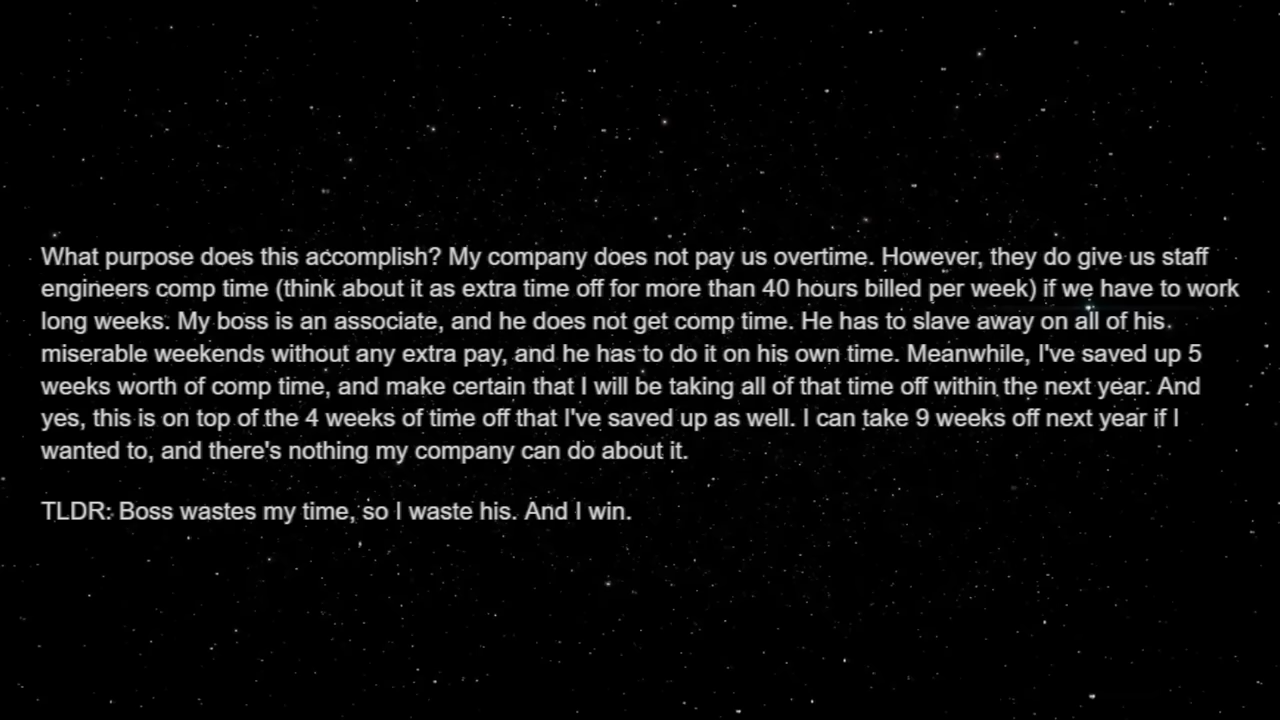 What purpose does this accomplish? My company does not pay us overtime. However, they do give us staff
engineers comp time (think about it as extra time off for more than 40 hours billed per week) if we have to work
long weeks. My boss is an associate, and he does not get comp time. He has to slave away on all of his
miserable weekends without any extra pay, and he has to do it on his own time. Meanwhile, I've saved up 5
weeks worth of comp time, and make certain that I will be taking all of that time off within the next year. And
yes, this is on top of the 4 weeks of time off that I've saved up as well. I can take 9 weeks off next year if I
wanted to, and there's nothing my company can do about it.
TLDR: Boss wastes my time, so I waste his. And I win.